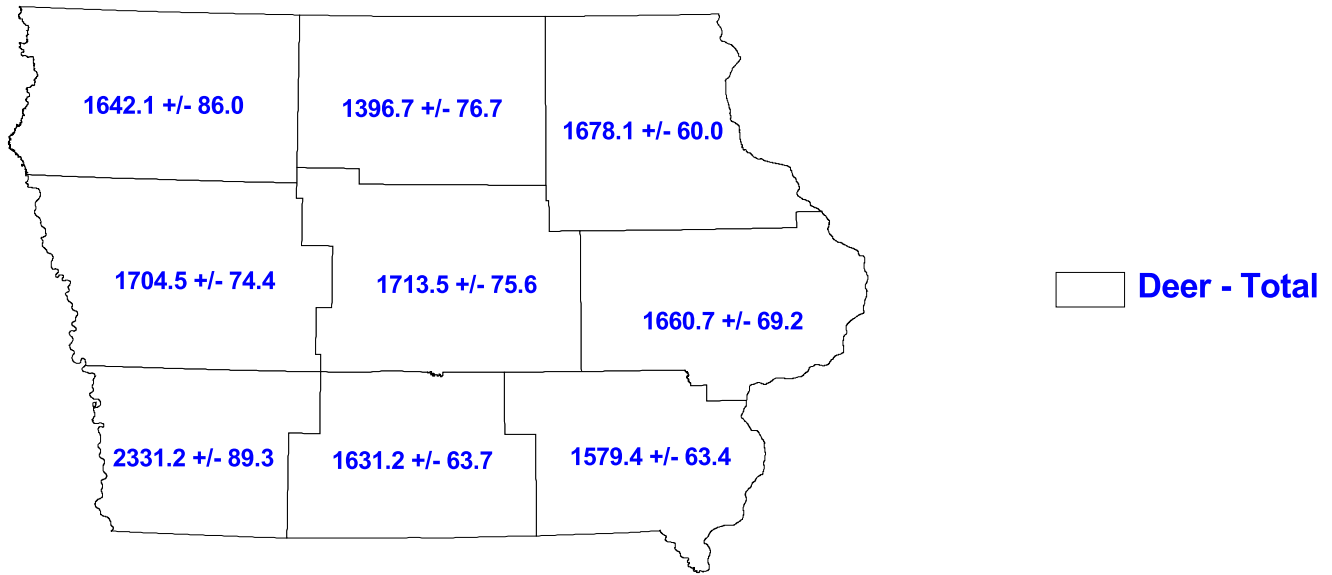 1642.1 +/- 86.0
1396.7 +/- 76.7
1678.1 +/- 60.0
1704.5 +/- 74.4
1713.5 +/- 75.6
1660.7 +/- 69.2
Deer - Total
2331.2 +/- 89.3
1631.2 +/- 63.7
1579.4 +/- 63.4